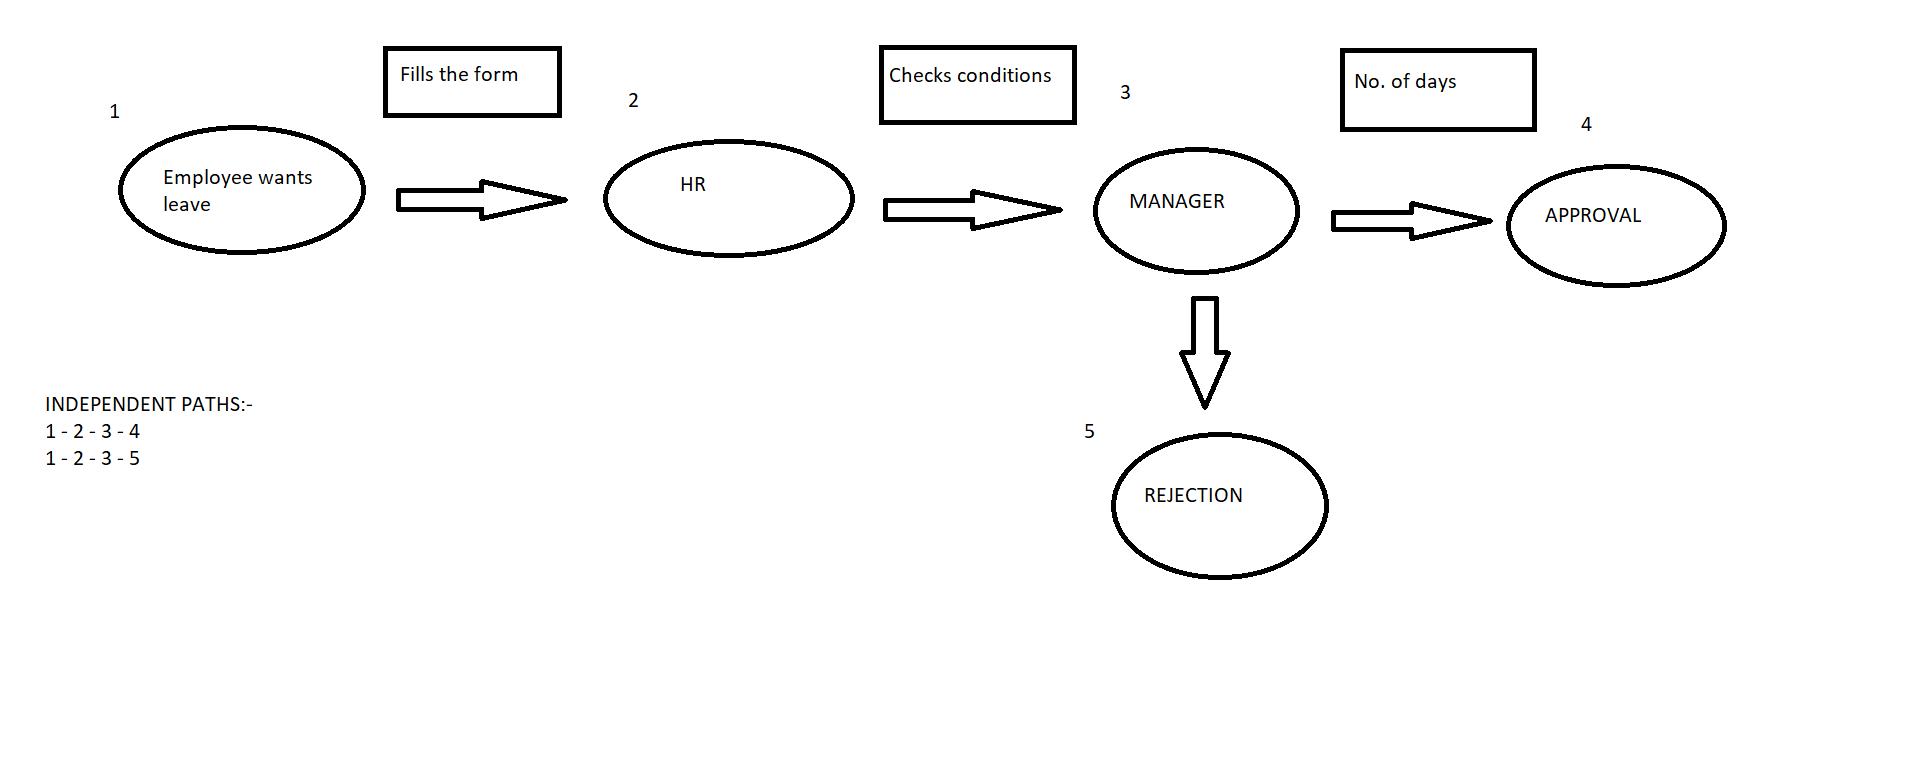 Fills the form
Checks conditions
No. of days
1
2
3
4
Employee wants
leave
HR
MANAGER
APPROVAL
INDEPENDENT PATHS:-
1 - 2 - 3 - 4
1 - 2 - 3 - 5
5
REJECTION